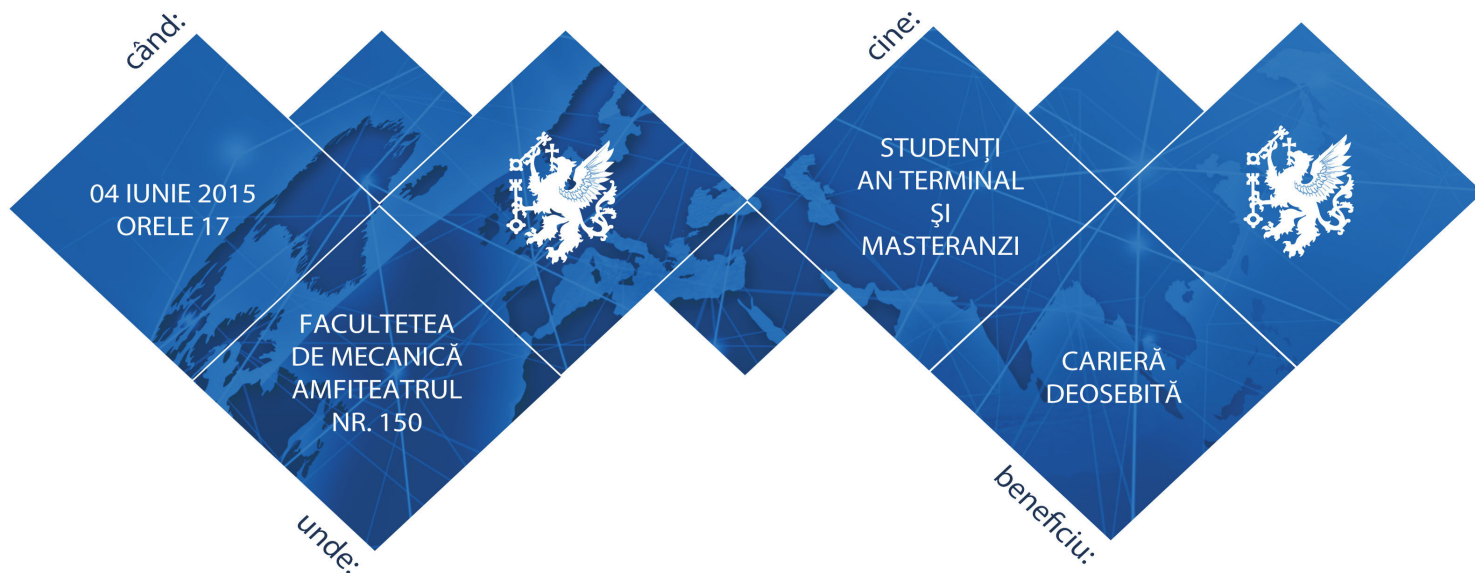 când:
04 IUNIE 2015
ORELE 17
unde:
FACULTETEA
DE MECANICĂ
AMFITEATRUL
NR. 150
cine:
STUDENŢI
AN TERMINAL
ŞI
MASTERANZI
beneficiu:
CARIERĂ
DEOSEBITĂ